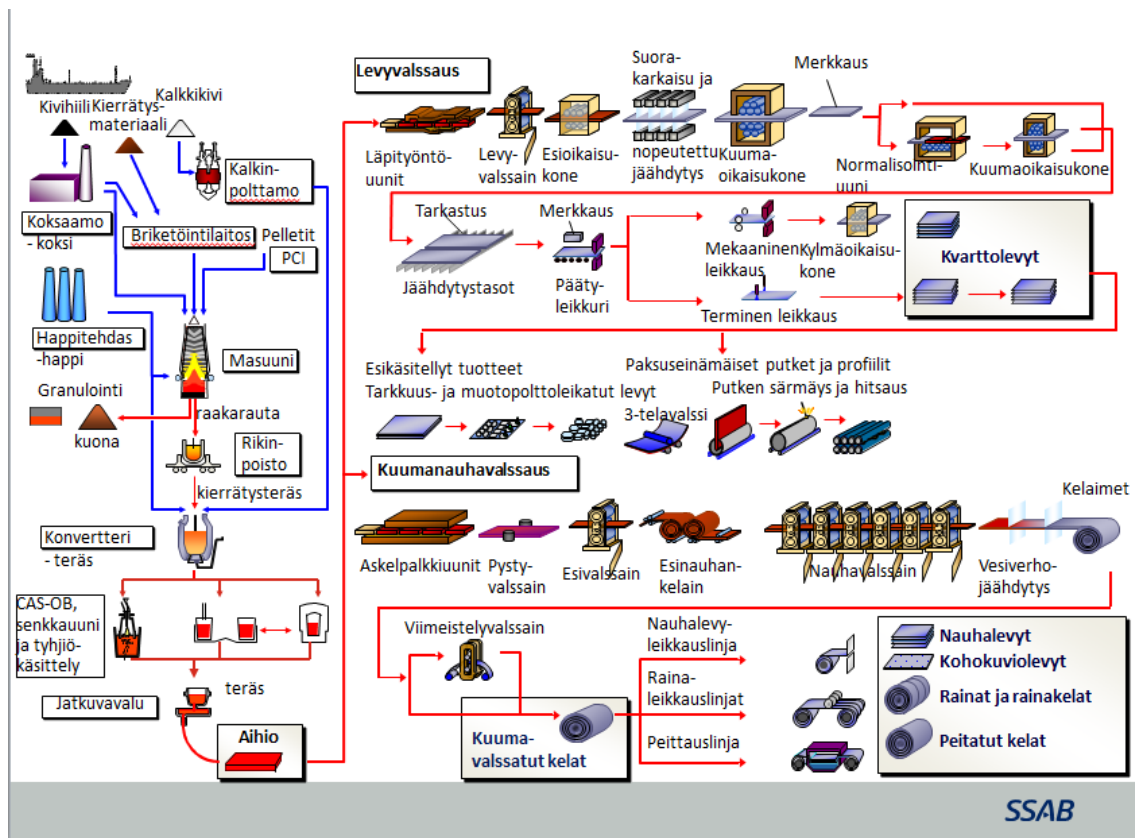 Kivihiili
Kierrätys-
materiaali
Kalkkikivi
Kalkin-
polttamo
Koksaamo
- koksi
Briketöintilaitos
Pelletit
PCI
Happitehdas
-happi
Masuuni
Granulointi
kuona
raakarauta
Rikin-
poisto
kierrätysteräs
Konvertteri
- teräs
CAS-OB,
senkkauuni
ja tyhjiö-
käsittely
Jatkuvavalu
teräs
Aihio
Levyvalssaus
Läpityöntö-
uunit
Levy-
valssain
Esioikaisu-
kone
Suora-
karkaisu ja
nopeutettu
jäähdytys
Kuuma-
oikaisukone
Merkkaus
Normalisointi-
uuni
Kuumaoikaisukone
Tarkastus
Jäähdytystasot
Merkkaus
Pääty-
leikkuri
Mekaaninen
leikkaus
Kylmäoikaisu-
kone
Terminen leikkaus
Kvarttolevyt
Esikäsitellyt tuotteet
Tarkkuus- ja muotopolttoleikatut levyt
Paksuseinämäiset putket ja profiilit
Putken särmäys ja hitsaus
3-telavalssi
Kuumanauhavalssaus
Askelpalkkiuunit
Pysty-
valssain
Esivalssain
Esinauhan-
kelain
Nauhavalssain
Vesiverho-
jäähdytys
Kelaimet
Viimeistelyvalssain
Kuuma-
valssatut kelat
Nauhalevy-
leikkauslinja
Raina-
leikkauslinjat
Peittauslinja
Nauhalevyt
Kohokuviolevyt
Rainat ja rainakelat
Peitatut kelat
SSAB